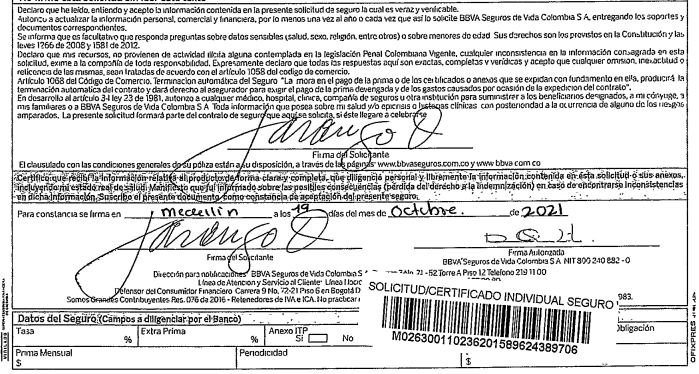 Declaro que he leído, entiendo y acepto la información contenida en la presente solicitud de seguro la cual es veraz y verificable.
Autorizo a actualizar la información personal, comercial y financiera, por lo menos una vez al año o cada vez que así lo solicite BBVA Seguros de Vida Colombia S.A, entregando los soportes y
documentos correspondientes.
Se informa que es facultativo que responda preguntas sobre datos sensibles (salud, sexo, religión, entre otros) o sobre menores de edad Sus derechos son los previstos en la Constitución y las
leyes 1266 de 2008 y 1581 de 2012.
Declaro que mis recursos, no provienen de actividad ilícita alguna contemplada en la legislación Penal Colombiana Vigente, cualquier inconsistencia en la información consagrada en esta
solicitud, exime a la compañía de toda responsabilidad. Expresamente declaro que todas las respuestas aquí son exactas, completas y verídicas y acepto que cualquier omisión, inexactitud o
reticencia de las mismas, sean tratadas de acuerdo con el artículo 1058 del codigo de comercio.
Artículo 1068 del Código de Comercio. Terminacion automática del Seguro "La mora en el pago de la prima o de los certificados o anexos que se expidan con fundamento en ella, producirá la
terminación automatica del contrato y dará derecho al asegurador para exigir el pago de la prima devengada y de los gastos causados por ocasión de la expedición del contrato".
En desarrollo al artículo 34 ley 23 de 1981, autorizo a cualquier médico, hospital, clínica, compañía de seguros u otra institución para suministrar a los beneficiarios designados, a mi cónyuge, a
mis familiares o a BBVA Seguros de Vida Colombia S A Toda información que posea sobre mi salud y/o epicrisis o historias clínicas con posterioridad a la ocurrencia de alguno de los riesgos
amparados. La presente solicitud formará parte del contrato de seguro que aquí se solicita, si éste llegare a celebrarse
Firma del Solicitante
El clausulado con las condiciones generales de su póliza están a su disposición, a través de las páginas www.bbvaseguros.com.co y www bbva com co
Certifico que recibí la información relativa al producto de forma clara y completa, que diligencié personal y libremente la información contenida en esta solicitud o sus anexos,
incluyendo mi estado real de salud. Manifiesto que fui informado sobre las posibles consecuencias (pérdida del derecho a la indemnización) en caso de encontrarse inconsistencias
en dicha información. Suscribo el presente documento como constancia de aceptación del presente seguro.
Para constancia se firma en medellin a los 19 días del mes de Octubre. de 2021
Firma del Solicitante
Firma Autorizada
BBVA Seguros de Vida Colombia S.A. NIT 800 240 882 - 0
Dirección para notificaciones BBVA Seguros de Vida Colombia S 71 - 52 Torre A Piso 12 Telefono 219 11 00
Línea de Atención y Servicio al Cliente
Defensor del Consumidor Financiero Carrera 9 No. 72-21 Piso 6 en Bogotá D
Somos Grandes Contribuyentes Res. 076 de 2016 - Retenedores de IVA e ICA. No practicar 983.
SOLICITUD/CERTIFICADO INDIVIDUAL SEGURO
M02630011023620158962438 9706
Datos del Seguro (Campos a diligenciar por el Banco)
Tasa % Extra Prima % Anexo ITP Sí No bligación
Prima Mensual $ Periodicidad $
OFIXPRES